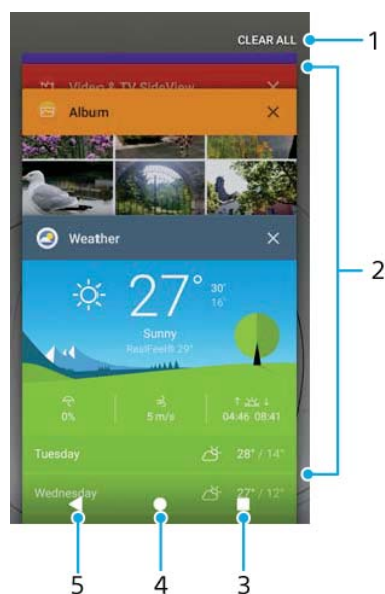 CLEAR ALL
1
Video & TV SideView
Album
Weather
2
27° 30°
16°
Sunny
RealFeel® 29°
0% 5 m/s 04:46 08:41
Tuesday 28° / 14°
Wednesday 27° / 12°
5 4 3